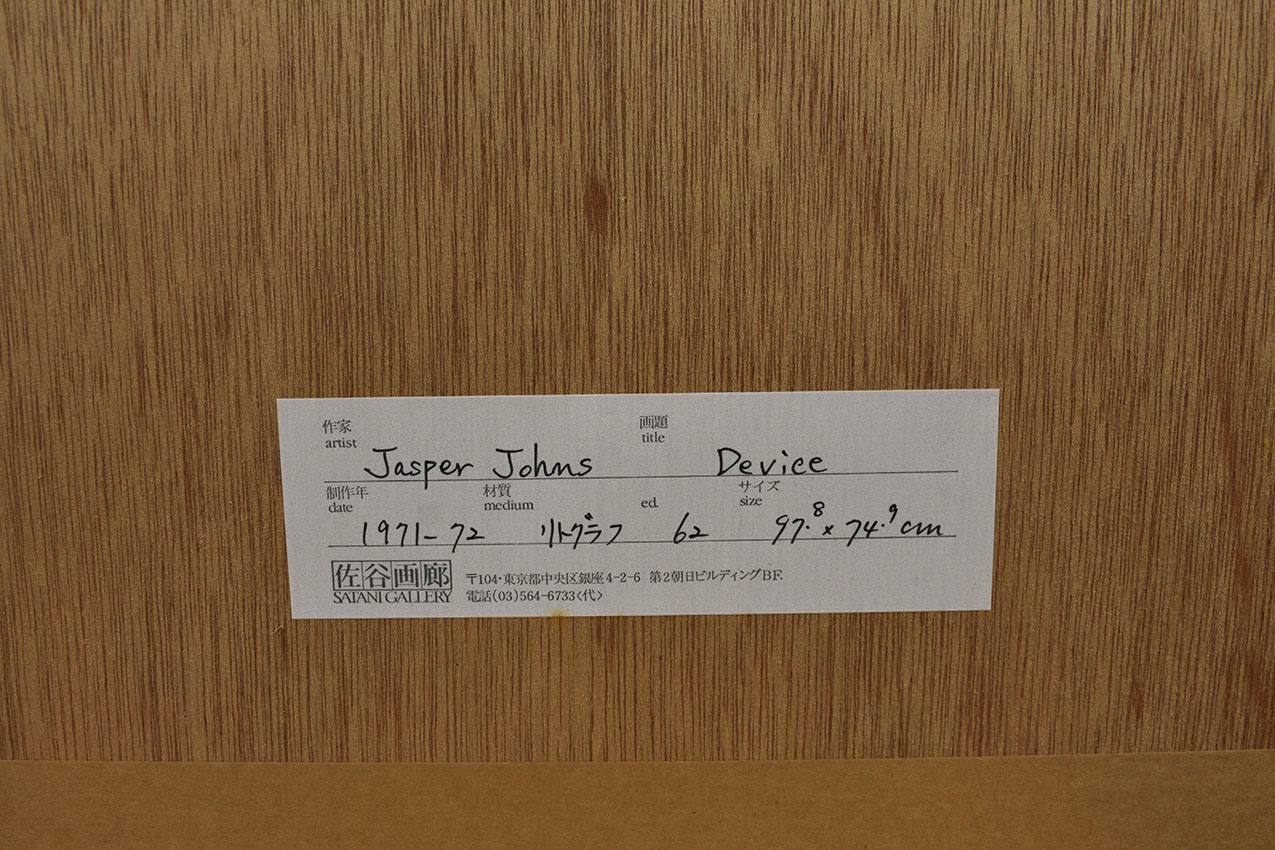 作家 画題
artist title
Jasper Johns Device
制作年 材質 サイズ
date medium ed. size
1971-72 リトグラフ 62 97.8 x 74.9 cm
佐谷画廊 〒104・東京都中央区銀座4-2-6 第2朝日ビルディングB.F.
SATANI GALLERY 電話(03)564-6733〈代〉